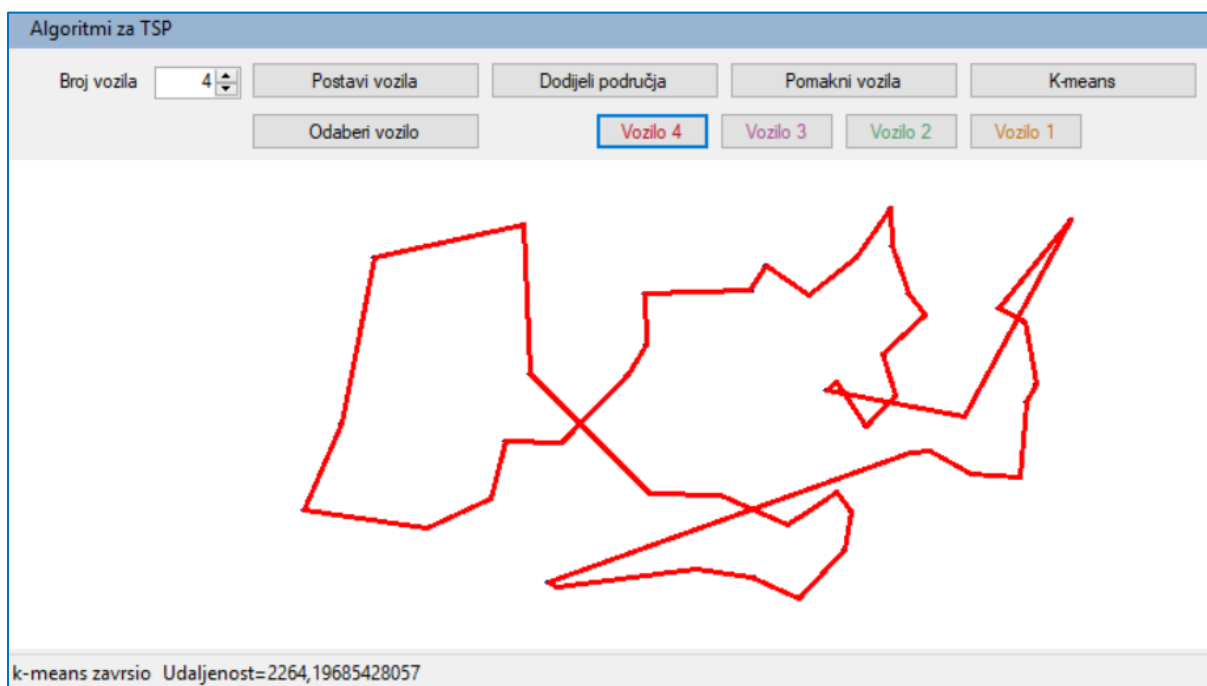 Algoritmi za TSP
Broj vozila 4 Postavi vozila Dodijeli područja Pomakni vozila K-means
Odaberi vozilo Vozilo 4 Vozilo 3 Vozilo 2 Vozilo 1
k-means zavrsio Udaljenost=2264,19685428057